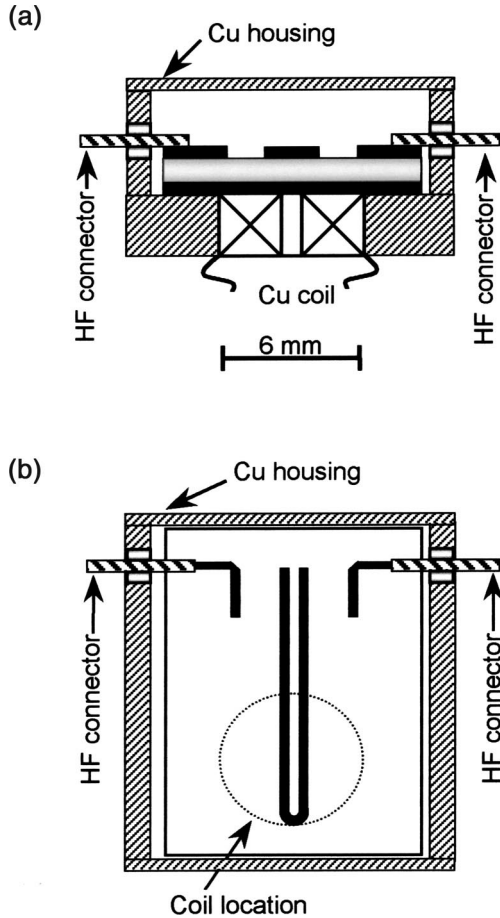 (a)
Cu housing
HF connector
HF connector
Cu coil
6 mm
(b)
Cu housing
HF connector
HF connector
Coil location